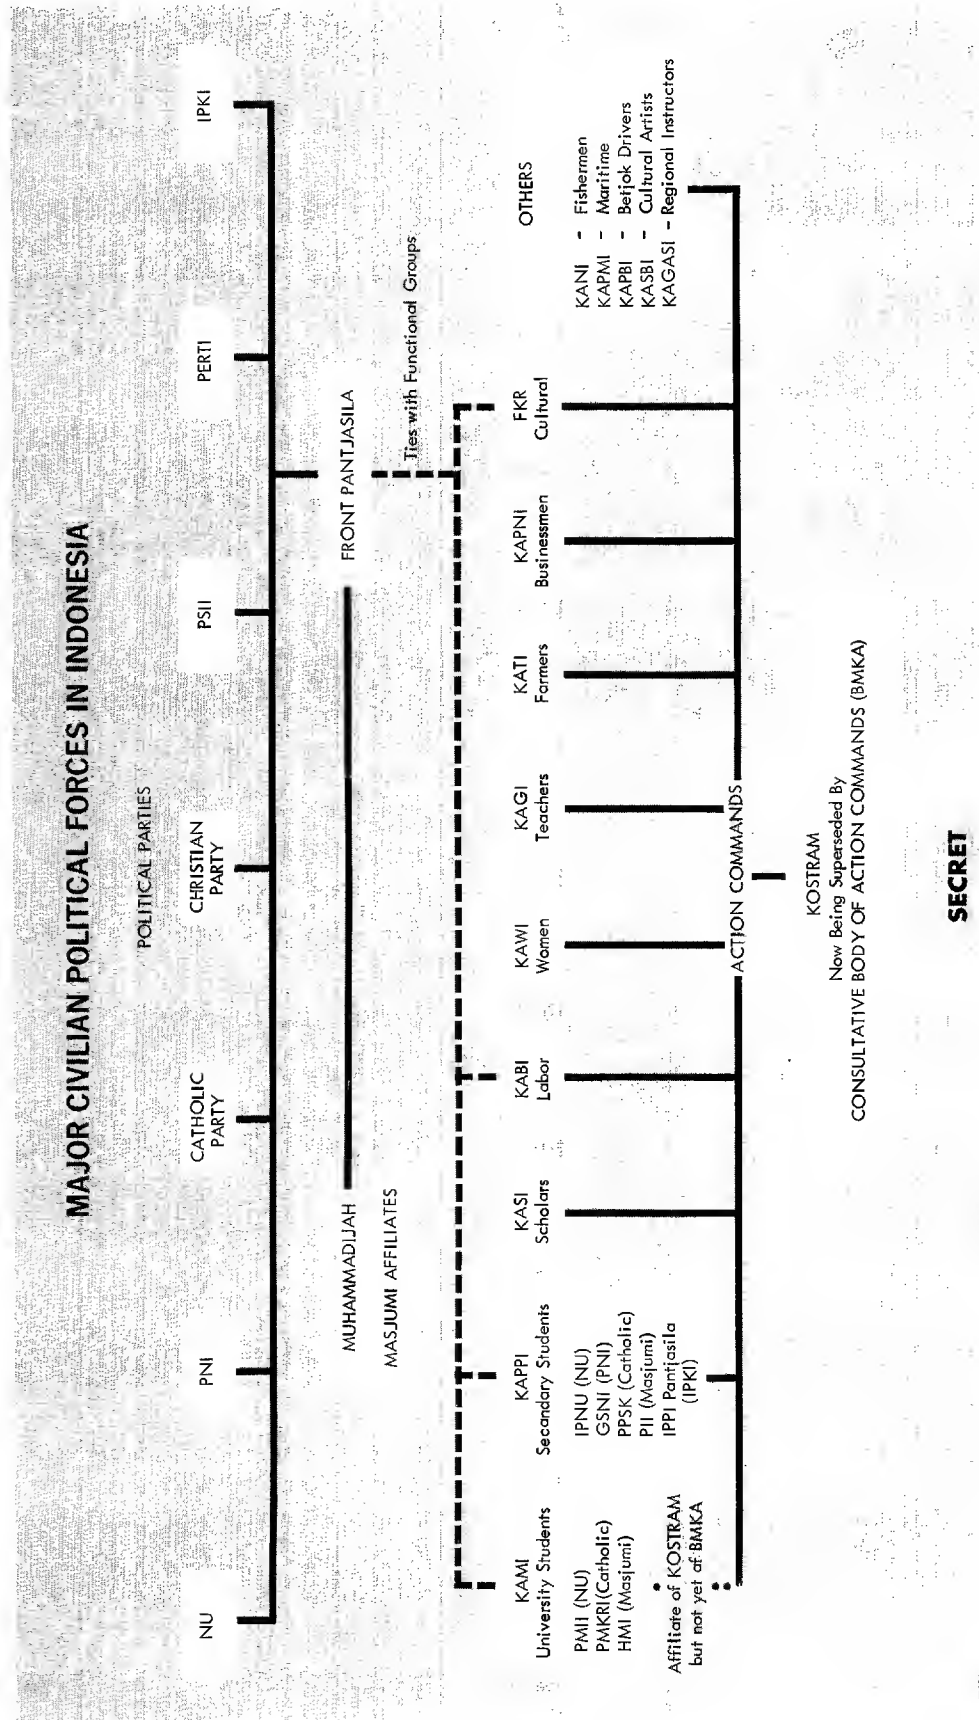 MAJOR CIVILIAN POLITICAL FORCES IN INDONESIA
POLITICAL PARTIES
NU
PNI
CATHOLIC
PARTY
CHRISTIAN
PARTY
PSII
PERTI
IPKI
MUHAMMADIJAH
FRONT PANTJASILA
MASJUMI AFFILIATES
Ties with Functional Groups
KAMI
University Students
PMII (NU)
PMKRI(Catholic)
HMI (Masjumi)
Affiliate of KOSTRAM
but not yet of BMKA
KAPPI
Secondary Students
IPNU (NU)
GSNI (PNI)
PPSK (Catholic)
PII (Masjumi)
IPPI Pantjasila
(IPKI)
KASI
Scholars
KABI
Labor
KAWI
Women
KAGI
Teachers
KATI
Farmers
KAPNI
Businessmen
FKR
Cultural
OTHERS
KANI – Fishermen
KAPMI – Maritime
KAPBI – Betjok Drivers
KASBI – Cultural Artists
KAGASI – Regional Instructors
ACTION COMMANDS
KOSTRAM
Now Being Superseded By
CONSULTATIVE BODY OF ACTION COMMANDS (BMKA)
SECRET